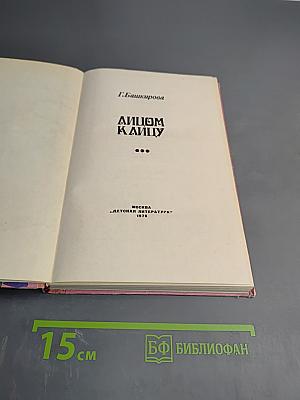 Г.Башкирова
ЛИЦОМ
К ЛИЦУ
МОСКВА
„ДЕТСКАЯ ЛИТЕРАТУРА"
1978
15 см
БФ БИБЛИОФАН